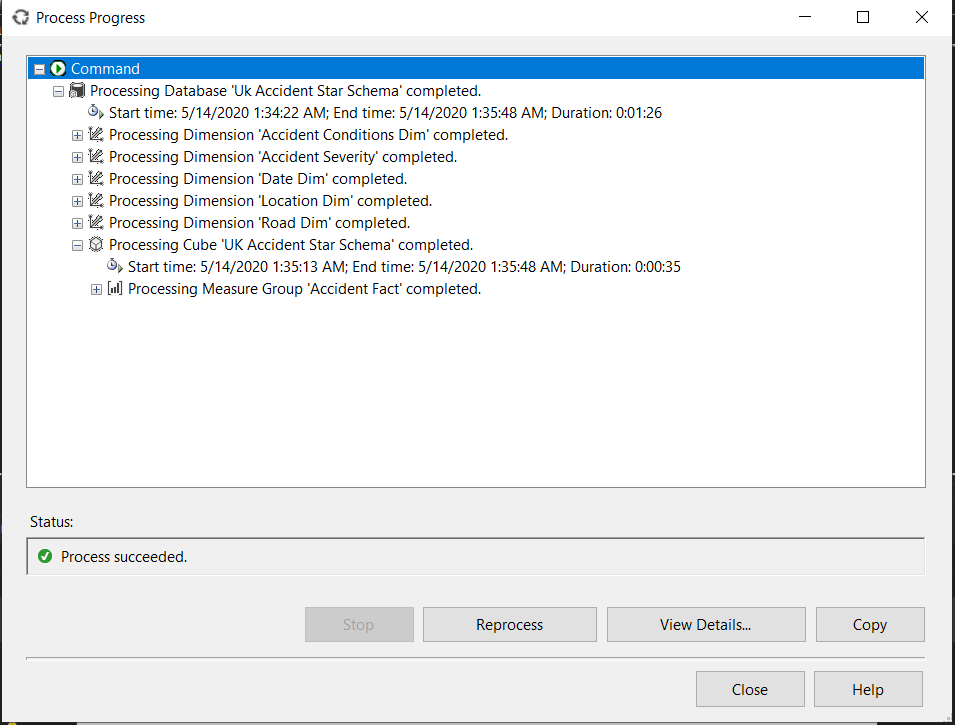 Process Progress
Command
Processing Database 'Uk Accident Star Schema' completed.
Start time: 5/14/2020 1:34:22 AM; End time: 5/14/2020 1:35:48 AM; Duration: 0:01:26
Processing Dimension 'Accident Conditions Dim' completed.
Processing Dimension 'Accident Severity' completed.
Processing Dimension 'Date Dim' completed.
Processing Dimension 'Location Dim' completed.
Processing Dimension 'Road Dim' completed.
Processing Cube 'UK Accident Star Schema' completed.
Start time: 5/14/2020 1:35:13 AM; End time: 5/14/2020 1:35:48 AM; Duration: 0:00:35
Processing Measure Group 'Accident Fact' completed.
Status:
Process succeeded.
Stop Reprocess View Details... Copy
Close Help